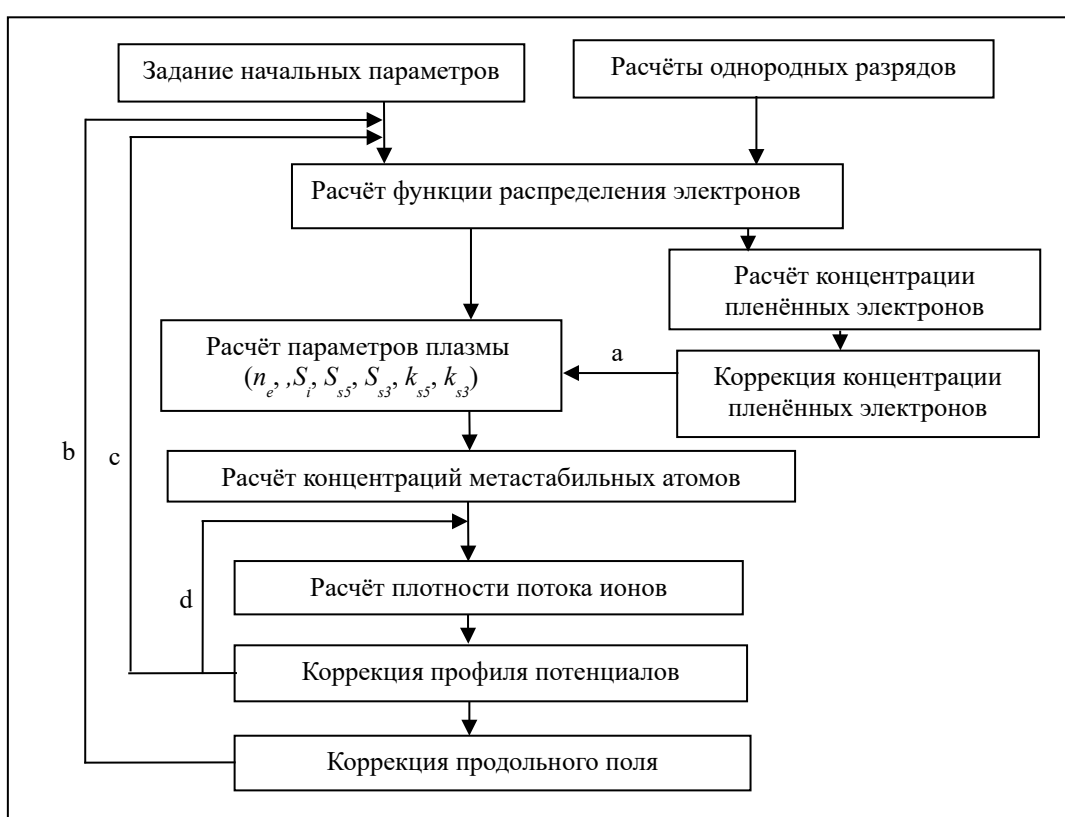 Задание начальных параметров
Расчёты однородных разрядов
Расчёт функции распределения электронов
Расчёт концентрации
пленённых электронов
Расчёт параметров плазмы
(n_e, ,S_i, S_s5, S_s3, k_s5, k_s3)
a
Коррекция концентрации
пленённых электронов
b
c
Расчёт концентраций метастабильных атомов
d
Расчёт плотности потока ионов
Коррекция профиля потенциалов
Коррекция продольного поля